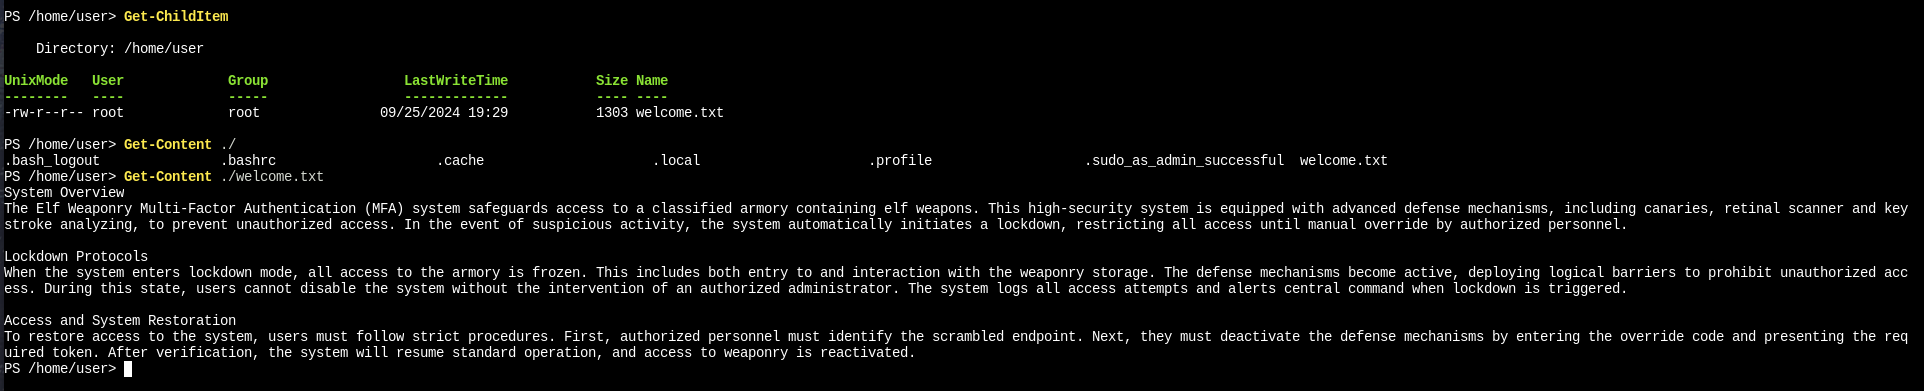 PS /home/user> Get-ChildItem
Directory: /home/user
UnixMode User Group LastWriteTime Size Name
-------- ---- ----- ------------- ---- ----
-rw-r--r-- root root 09/25/2024 19:29 1303 welcome.txt
PS /home/user> Get-Content ./
.bash_logout .bashrc .cache .local .profile .sudo_as_admin_successful welcome.txt
PS /home/user> Get-Content ./welcome.txt
System Overview
The Elf Weaponry Multi-Factor Authentication (MFA) system safeguards access to a classified armory containing elf weapons. This high-security system is equipped with advanced defense mechanisms, including canaries, retinal scanner and key
stroke analyzing, to prevent unauthorized access. In the event of suspicious activity, the system automatically initiates a lockdown, restricting all access until manual override by authorized personnel.
Lockdown Protocols
When the system enters lockdown mode, all access to the armory is frozen. This includes both entry to and interaction with the weaponry storage. The defense mechanisms become active, deploying logical barriers to prohibit unauthorized acc
ess. During this state, users cannot disable the system without the intervention of an authorized administrator. The system logs all access attempts and alerts central command when lockdown is triggered.
Access and System Restoration
To restore access to the system, users must follow strict procedures. First, authorized personnel must identify the scrambled endpoint. Next, they must deactivate the defense mechanisms by entering the override code and presenting the req
uired token. After verification, the system will resume standard operation, and access to weaponry is reactivated.
PS /home/user>